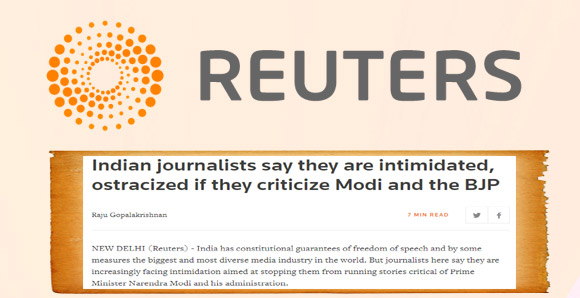 REUTERS
Indian journalists say they are intimidated,
ostracized if they criticize Modi and the BJP
Raju Gopalakrishnan
7 MIN READ
NEW DELHI (Reuters) - India has constitutional guarantees of freedom of speech and by some
measures the biggest and most diverse media industry in the world. But journalists here say they are
increasingly facing intimidation aimed at stopping them from running stories critical of Prime
Minister Narendra Modi and his administration.